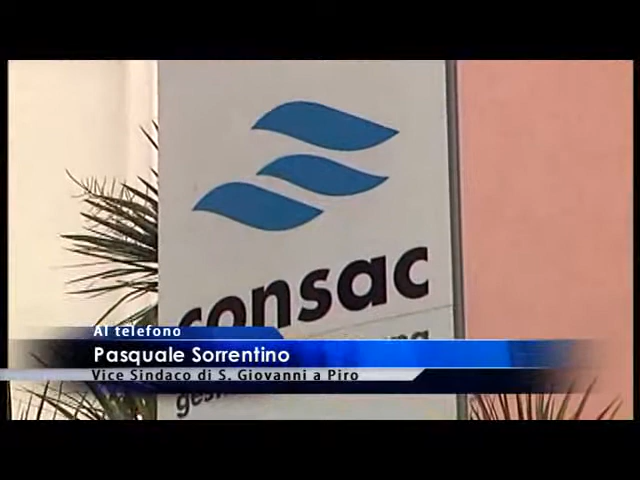 consac
Al telefono
Pasquale Sorrentino
Vice Sindaco di S. Giovanni a Piro